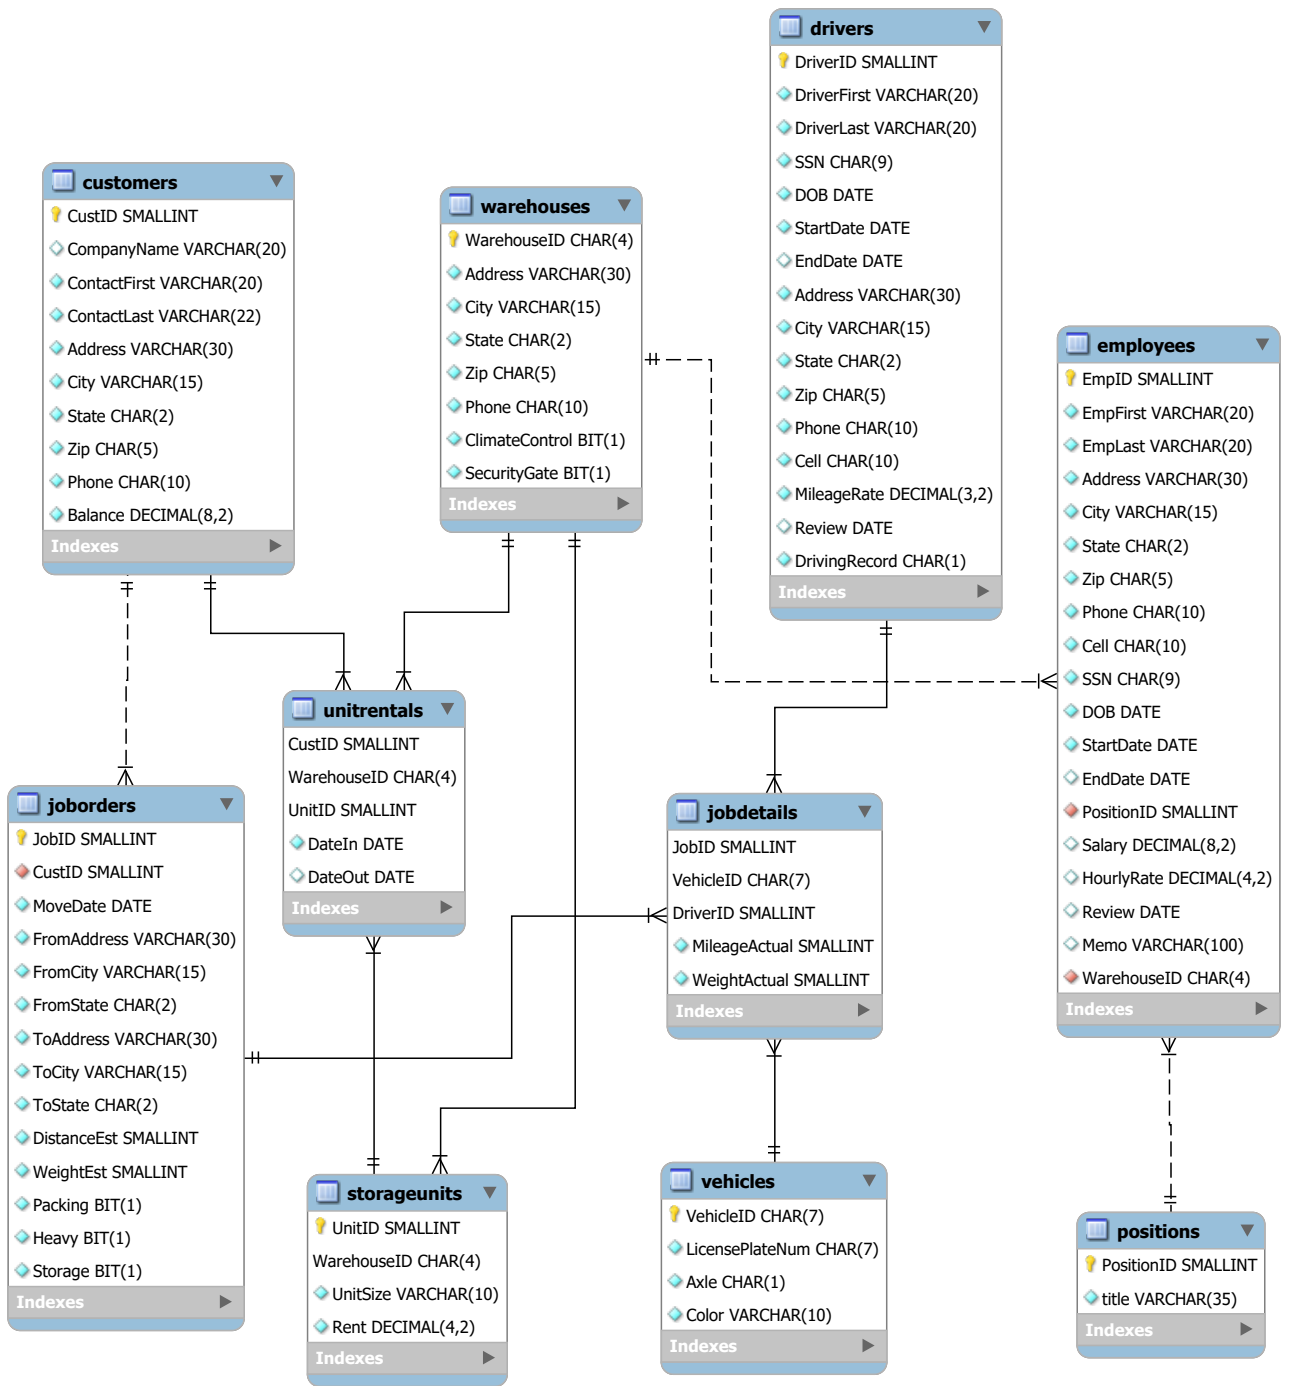 drivers
DriverID SMALLINT
DriverFirst VARCHAR(20)
DriverLast VARCHAR(20)
SSN CHAR(9)
DOB DATE
StartDate DATE
EndDate DATE
Address VARCHAR(30)
City VARCHAR(15)
State CHAR(2)
Zip CHAR(5)
Phone CHAR(10)
Cell CHAR(10)
MileageRate DECIMAL(3,2)
Review DATE
DrivingRecord CHAR(1)
Indexes
customers
CustID SMALLINT
CompanyName VARCHAR(20)
ContactFirst VARCHAR(20)
ContactLast VARCHAR(22)
Address VARCHAR(30)
City VARCHAR(15)
State CHAR(2)
Zip CHAR(5)
Phone CHAR(10)
Balance DECIMAL(8,2)
Indexes
warehouses
WarehouseID CHAR(4)
Address VARCHAR(30)
City VARCHAR(15)
State CHAR(2)
Zip CHAR(5)
Phone CHAR(10)
ClimateControl BIT(1)
SecurityGate BIT(1)
Indexes
employees
EmpID SMALLINT
EmpFirst VARCHAR(20)
EmpLast VARCHAR(20)
Address VARCHAR(30)
City VARCHAR(15)
State CHAR(2)
Zip CHAR(5)
Phone CHAR(10)
Cell CHAR(10)
SSN CHAR(9)
DOB DATE
StartDate DATE
EndDate DATE
PositionID SMALLINT
Salary DECIMAL(8,2)
HourlyRate DECIMAL(4,2)
Review DATE
Memo VARCHAR(100)
WarehouseID CHAR(4)
Indexes
unitrentals
CustID SMALLINT
WarehouseID CHAR(4)
UnitID SMALLINT
DateIn DATE
DateOut DATE
Indexes
joborders
JobID SMALLINT
CustID SMALLINT
MoveDate DATE
FromAddress VARCHAR(30)
FromCity VARCHAR(15)
FromState CHAR(2)
ToAddress VARCHAR(30)
ToCity VARCHAR(15)
ToState CHAR(2)
DistanceEst SMALLINT
WeightEst SMALLINT
Packing BIT(1)
Heavy BIT(1)
Storage BIT(1)
Indexes
jobdetails
JobID SMALLINT
VehicleID CHAR(7)
DriverID SMALLINT
MileageActual SMALLINT
WeightActual SMALLINT
Indexes
storageunits
UnitID SMALLINT
WarehouseID CHAR(4)
UnitSize VARCHAR(10)
Rent DECIMAL(4,2)
Indexes
vehicles
VehicleID CHAR(7)
LicensePlateNum CHAR(7)
Axle CHAR(1)
Color VARCHAR(10)
Indexes
positions
PositionID SMALLINT
title VARCHAR(35)
Indexes